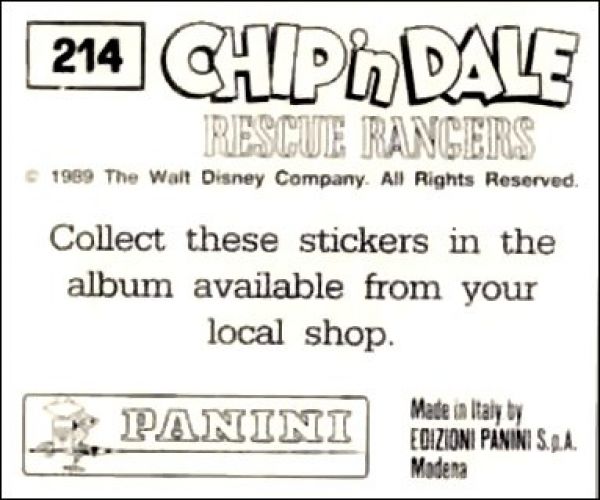 214
CHIP 'n DALE
RESCUE RANGERS
© 1989 The Walt Disney Company. All Rights Reserved.
Collect these stickers in the
album available from your
local shop.
PANINI
Made in Italy by
EDIZIONI PANINI S.p.A.
Modena